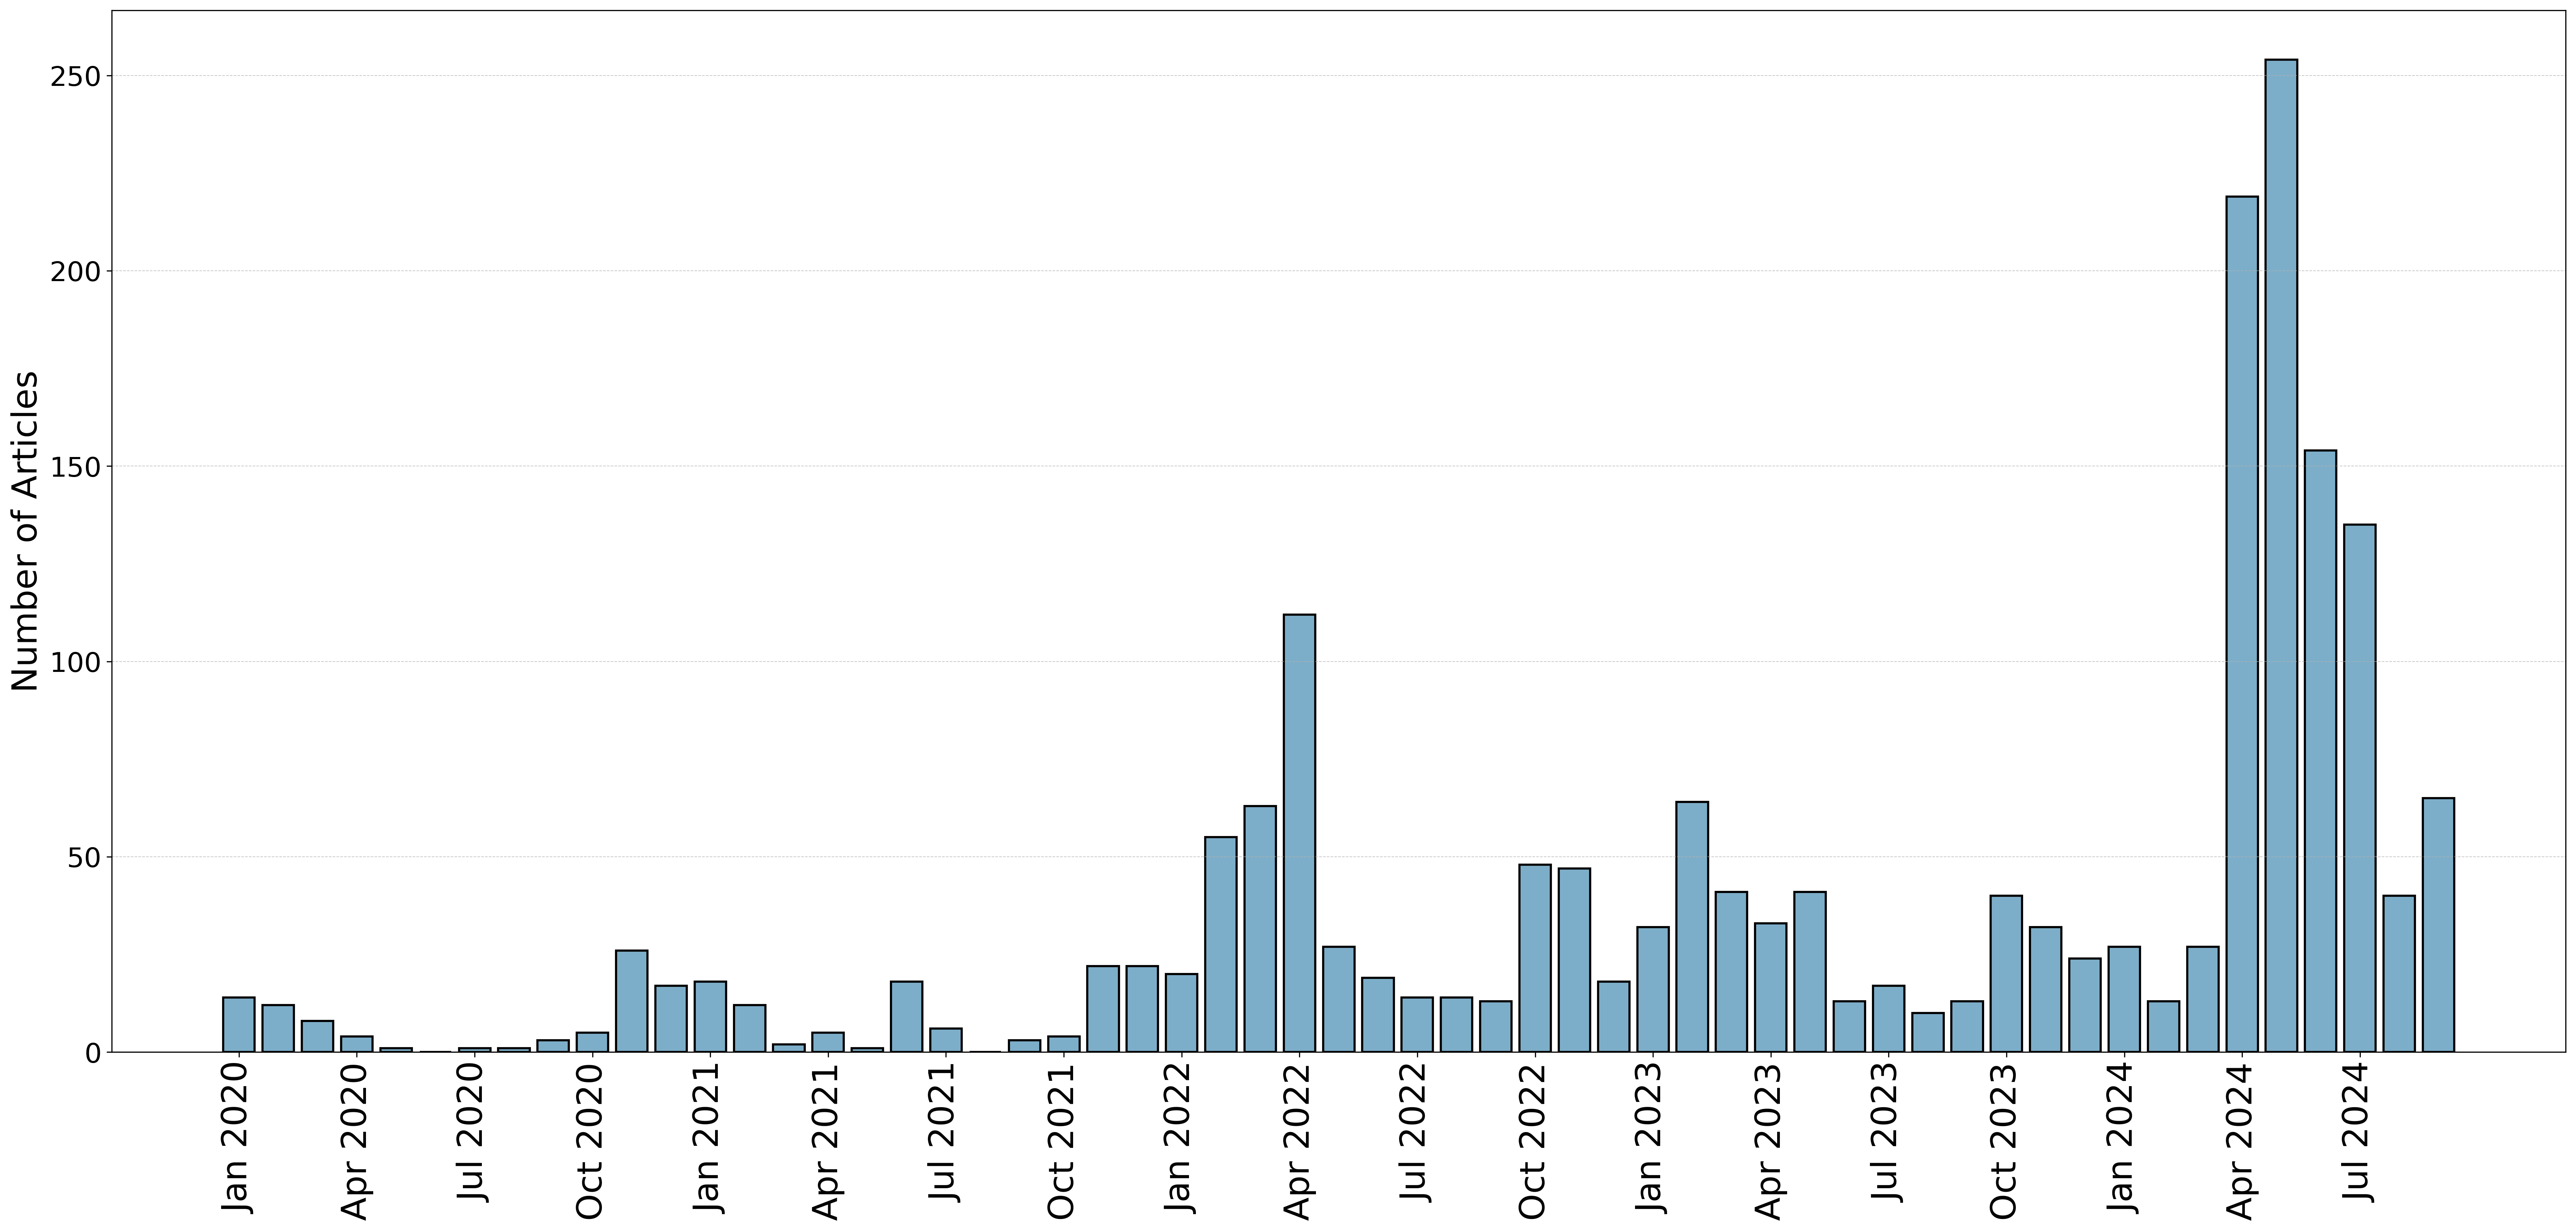 Number of Articles
250
200
150
100
50
0
Jan 2020
Apr 2020
Jul 2020
Oct 2020
Jan 2021
Apr 2021
Jul 2021
Oct 2021
Jan 2022
Apr 2022
Jul 2022
Oct 2022
Jan 2023
Apr 2023
Jul 2023
Oct 2023
Jan 2024
Apr 2024
Jul 2024